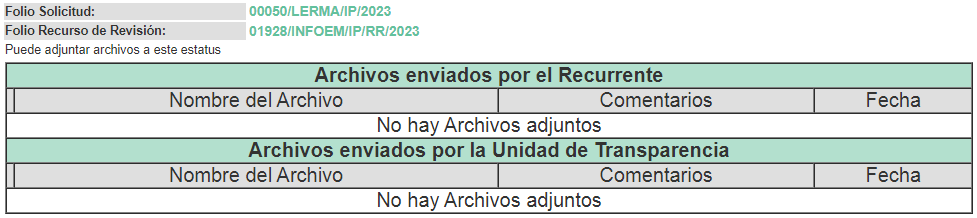 Folio Solicitud: 00050/LERMA/IP/2023
Folio Recurso de Revisión: 01928/INFOEM/IP/RR/2023
Puede adjuntar archivos a este estatus
Archivos enviados por el Recurrente
Nombre del Archivo Comentarios Fecha
No hay Archivos adjuntos
Archivos enviados por la Unidad de Transparencia
Nombre del Archivo Comentarios Fecha
No hay Archivos adjuntos